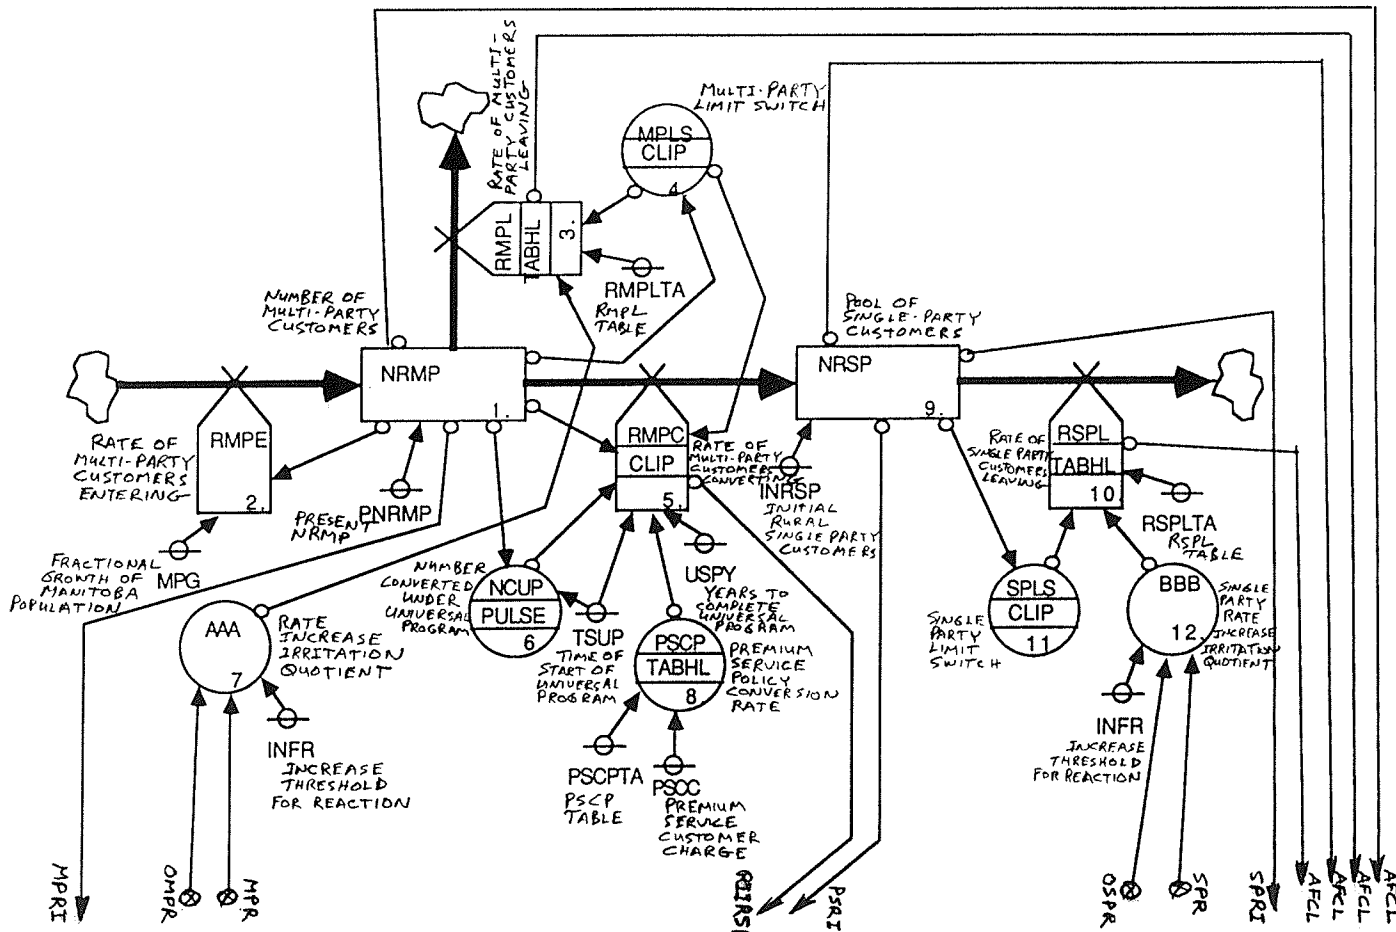 RATE OF MULTI-
PARTY CUSTOMERS
LEAVING
MULTI-PARTY
LIMIT SWITCH
MPLS
CLIP
4
RMPL
TABHL
3.
RMPLTA
RMPL
TABLE
NUMBER OF
MULTI-PARTY
CUSTOMERS
POOL OF
SINGLE-PARTY
CUSTOMERS
NRMP
1.
NRSP
9.
RATE OF
MULTI-PARTY
CUSTOMERS
ENTERING
RMPE
2.
PNRMP
PRESENT
NRMP
RMPC
CLIP
5.
RATE OF
MULTI-PARTY
CUSTOMERS
CONVERTING
INRSP
INITIAL
RURAL
SINGLE PARTY
CUSTOMERS
RATE OF
SINGLE PARTY
CUSTOMERS
LEAVING
RSPL
TABHL
10.
RSPLTA
RSPL
TABLE
FRACTIONAL
GROWTH OF
MANITOBA
POPULATION
MPG
NUMBER
CONVERTED
UNDER
UNIVERSAL
PROGRAM
NCUP
PULSE
6
TSUP
TIME OF
START OF
UNIVERSAL
PROGRAM
USPY
YEARS TO
COMPLETE
UNIVERSAL
PROGRAM
AAA
7
RATE
INCREASE
IRRITATION
QUOTIENT
PSCP
TABHL
8.
PREMIUM
SERVICE
POLICY
CONVERSION
RATE
SINGLE
PARTY
LIMIT
SWITCH
SPLS
CLIP
11
BBB
12.
SINGLE
PARTY
RATE
INCREASE
IRRITATION
QUOTIENT
INFR
INCREASE
THRESHOLD
FOR REACTION
PSCPTA
PSCP
TABLE
PSCC
PREMIUM
SERVICE
CUSTOMER
CHARGE
INFR
INCREASE
THRESHOLD
FOR REACTION
MPRI
OMPR
MPR
PSRI
OSPR
SPR
SPRI
AFCL
AFCL
AFCL
AFCL